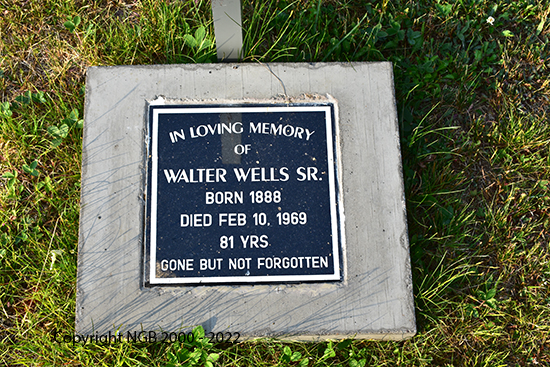 IN LOVING MEMORY
OF
WALTER WELLS SR.
BORN 1888
DIED FEB 10, 1969
81 YRS
GONE BUT NOT FORGOTTEN
Copyright NGB 2000 - 2022